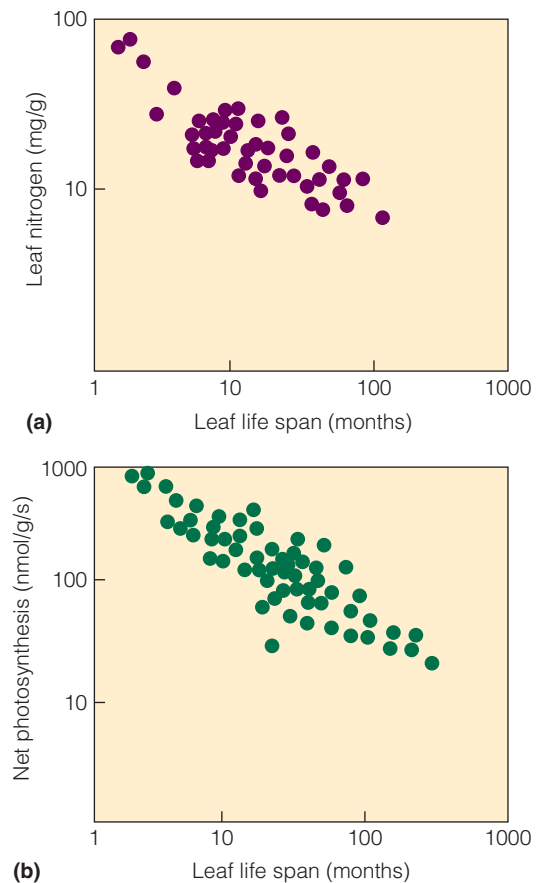 100
Leaf nitrogen (mg/g)
10
1 10 100 1000
(a) Leaf life span (months)
1000
Net photosynthesis (nmol/g/s)
100
10
1 10 100 1000
(b) Leaf life span (months)